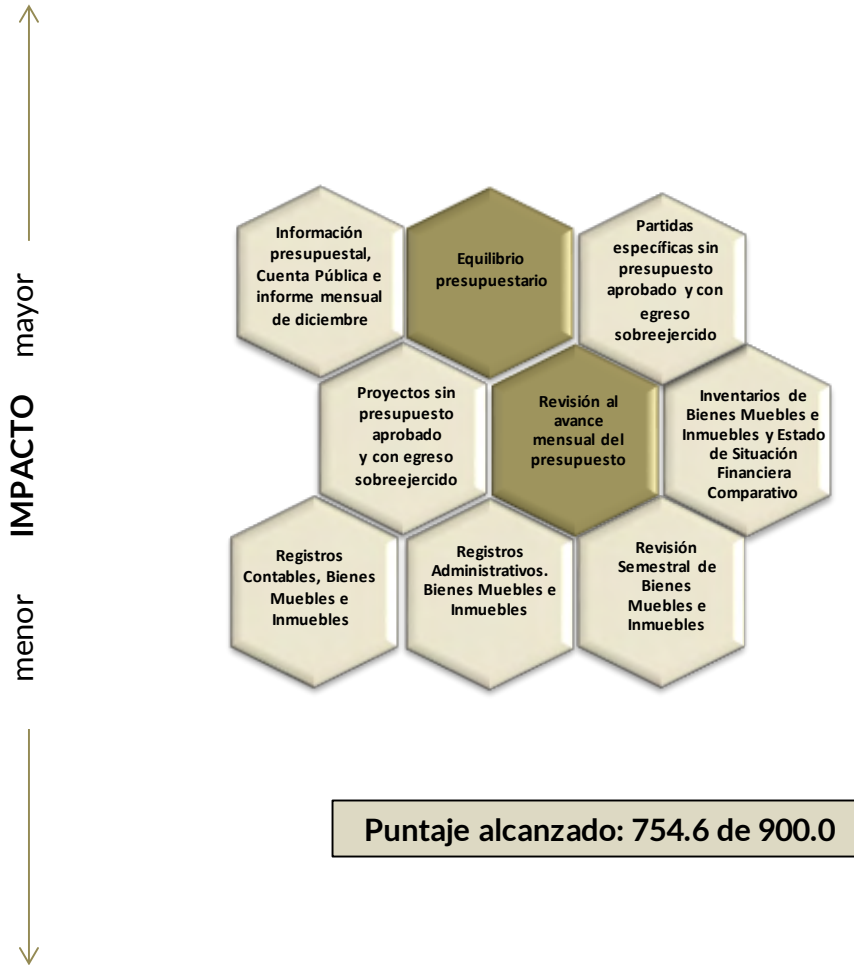 mayor
IMPACTO
menor
Información
presupuestal,
Cuenta Pública e
informe mensual
de diciembre
Equilibrio
presupuestario
Partidas
específicas sin
presupuesto
aprobado y con
egreso
sobreejercido
Proyectos sin
presupuesto
aprobado
y con egreso
sobreejercido
Revisión al
avance
mensual del
presupuesto
Inventarios de
Bienes Muebles e
Inmuebles y Estado
de Situación
Financiera
Comparativo
Registros
Contables, Bienes
Muebles e
Inmuebles
Registros
Administrativos.
Bienes Muebles e
Inmuebles
Revisión
Semestral de
Bienes
Muebles e
Inmuebles
Puntaje alcanzado: 754.6 de 900.0